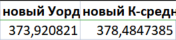 новый Уорд новый К-средн
373,920821 378,4847385